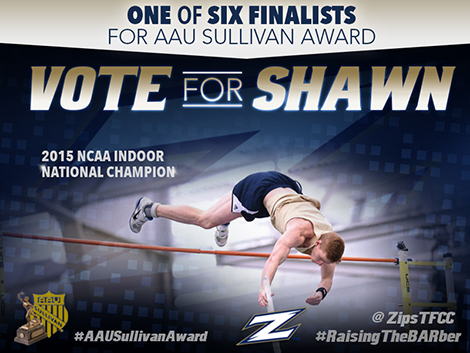 ONE OF SIX FINALISTS
FOR AAU SULLIVAN AWARD
VOTE FOR SHAWN
2015 NCAA INDOOR
NATIONAL CHAMPION
AAU
Z
@ZipsTFCC
#AAUSullivanAward
#RaisingTheBARber